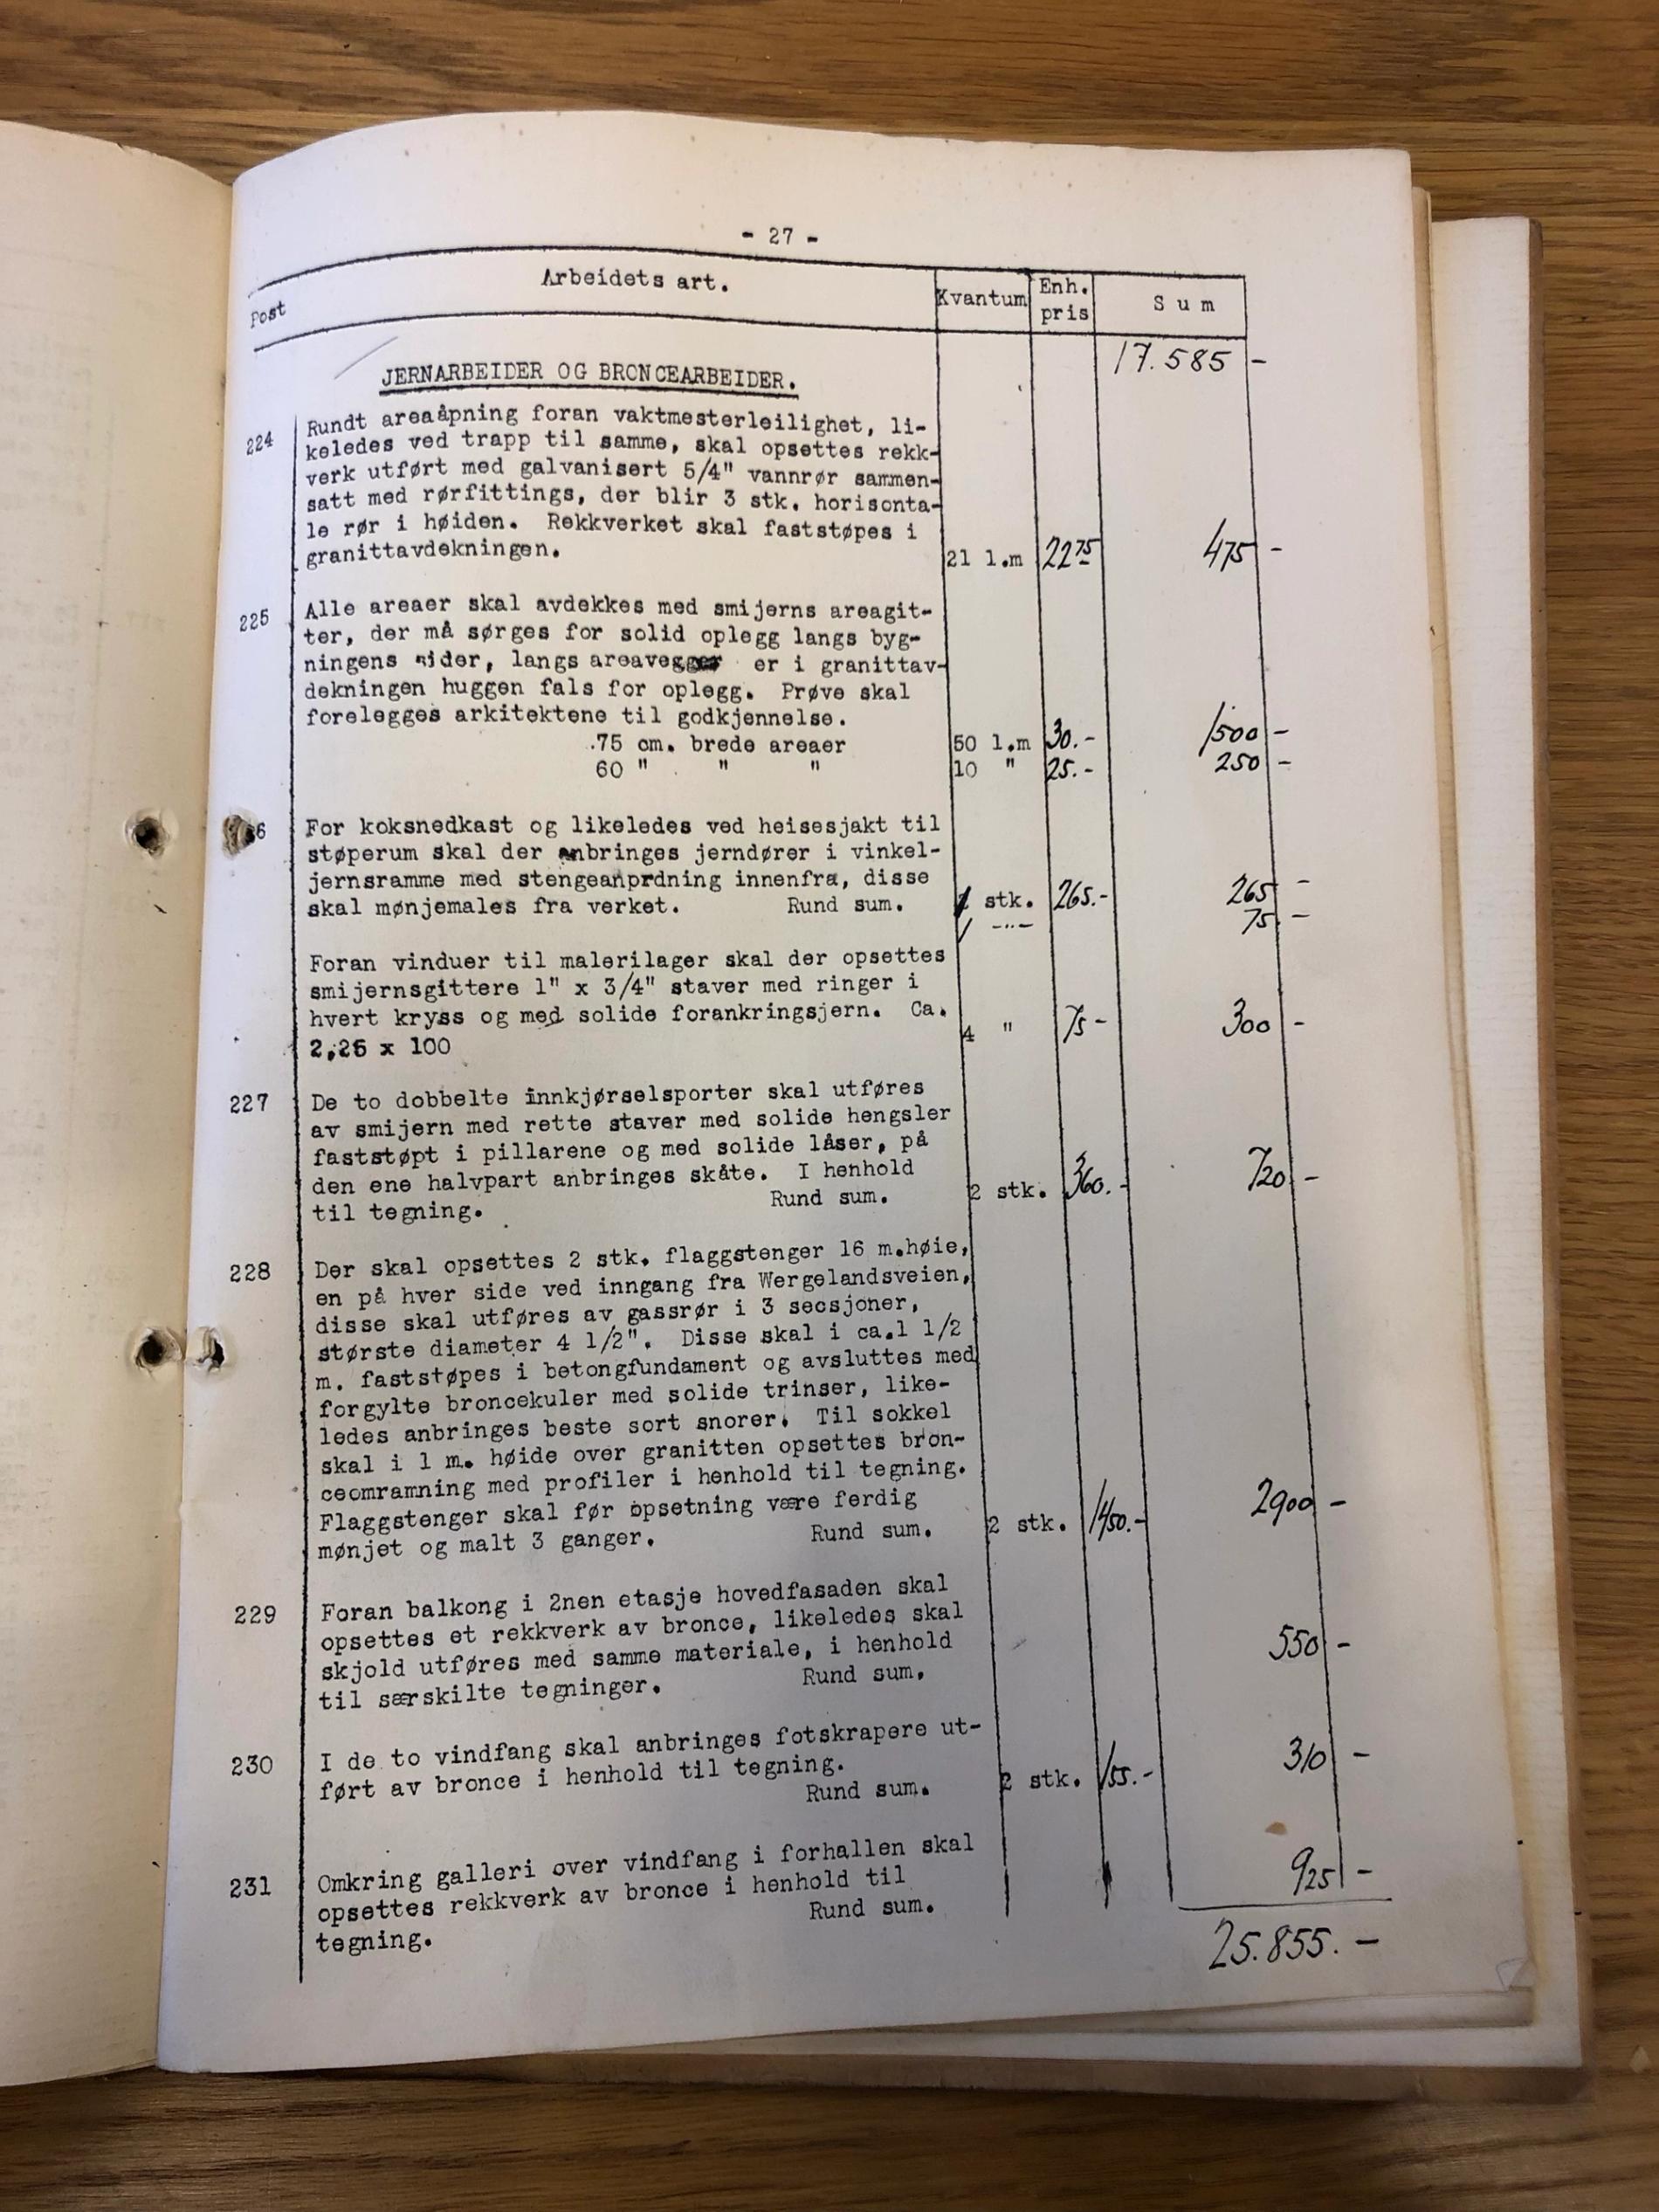 - 27 -
Post Arbeidets art. Kvantum Enh. pris Sum
17.585 -
JERNARBEIDER OG BRONCEARBEIDER.
224 Rundt areaåpning foran vaktmesterleilighet, li-
keledes ved trapp til samme, skal opsettes rekk-
verk utført med galvanisert 5/4" vannrør sammen-
satt med rørfittings, der blir 3 stk. horisonta-
le rør i høiden. Rekkverket skal faststøpes i
granittavdekningen. 21 l.m 22 75 475 -
225 Alle areaer skal avdekkes med smijerns areagit-
ter, der må sørges for solid oplegg langs byg-
ningens sider, langs areavegger er i granittav-
dekningen huggen fals for oplegg. Prøve skal
forelegges arkitektene til godkjennelse.
75 cm. brede areaer 50 l.m 30.- 1500 -
60 " " " 10 " 25.- 250 -
6 For koksnedkast og likeledes ved heisesjakt til
støperum skal der anbringes jerndører i vinkel-
jernsramme med stengeanprdning innenfra, disse
skal mønjemales fra verket. Rund sum. 1 stk. 265.- 265 -
1 -"- 75 -
Foran vinduer til malerilager skal der opsettes
smijernsgittere 1" x 3/4" staver med ringer i
hvert kryss og med solide forankringsjern. Ca.
2,25 x 100 4 " 75 - 300 -
227 De to dobbelte innkjørselsporter skal utføres
av smijern med rette staver med solide hengsler
faststøpt i pillarene og med solide låser, på
den ene halvpart anbringes skåte. I henhold
til tegning. Rund sum. 2 stk. 360.- 720 -
228 Der skal opsettes 2 stk. flaggstenger 16 m.høie,
en på hver side ved inngang fra Wergelandsveien,
disse skal utføres av gassrør i 3 secsjoner,
største diameter 4 1/2". Disse skal i ca.1 1/2
m. faststøpes i betongfundament og avsluttes med
forgylte broncekuler med solide trinser, like-
ledes anbringes beste sort snorer. Til sokkel
skal i 1 m. høide over granitten opsettes bron-
ceomramning med profiler i henhold til tegning.
Flaggstenger skal før opsetning være ferdig
mønjet og malt 3 ganger. Rund sum. 2 stk. 1450.- 2900 -
229 Foran balkong i 2nen etasje hovedfasaden skal
opsettes et rekkverk av bronce, likeledes skal
skjold utføres med samme materiale, i henhold
til særskilte tegninger. Rund sum. 550 -
230 I de to vindfang skal anbringes fotskrapere ut-
ført av bronce i henhold til tegning.
Rund sum. 2 stk. 155.- 310 -
231 Omkring galleri over vindfang i forhallen skal
opsettes rekkverk av bronce i henhold til
tegning. Rund sum. 925 -
25.855.-